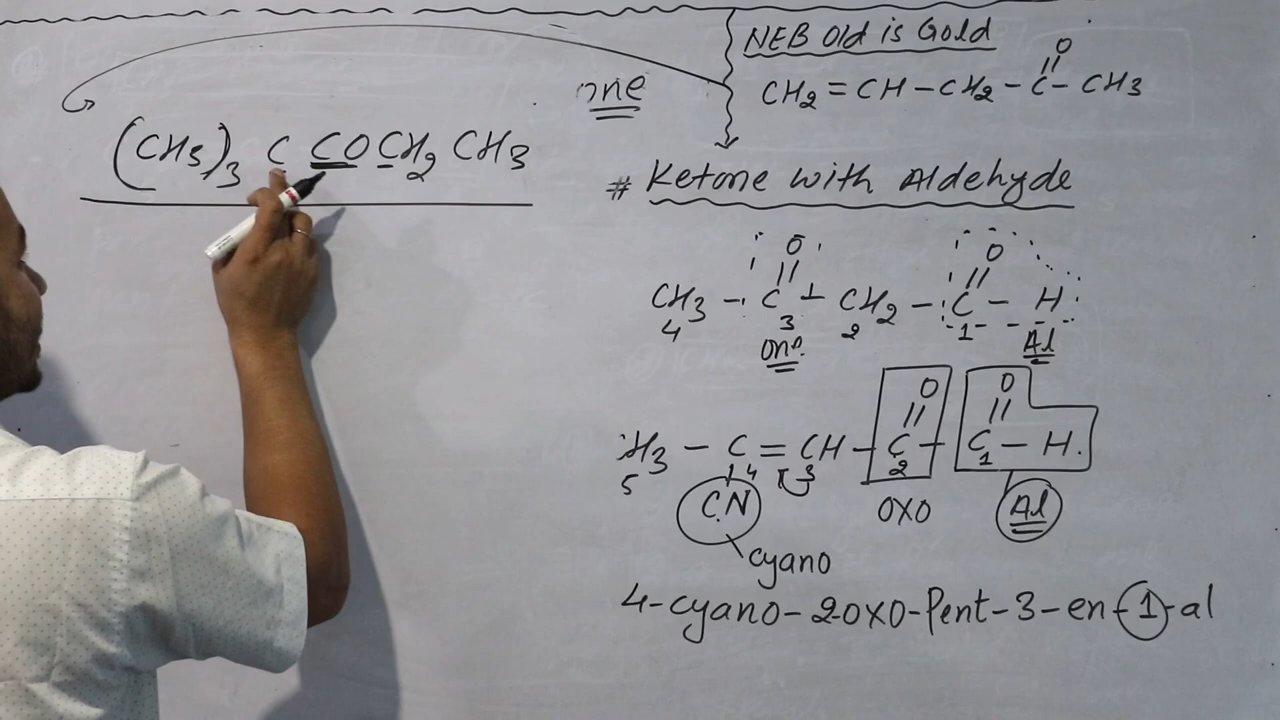 NEB Old is Gold
O
one
CH2 = CH - CH2 - C - CH3
(CH3)3 C CO CH2 CH3
# Ketone with Aldehyde
O O
CH3 - C - CH2 - C - H
4 3 2 1
one Al
O O
H3 - C = CH - C - C - H.
5 4 3 2 1
CN OXO Al
cyano
4-cyano-2oxo-Pent-3-en-1-al